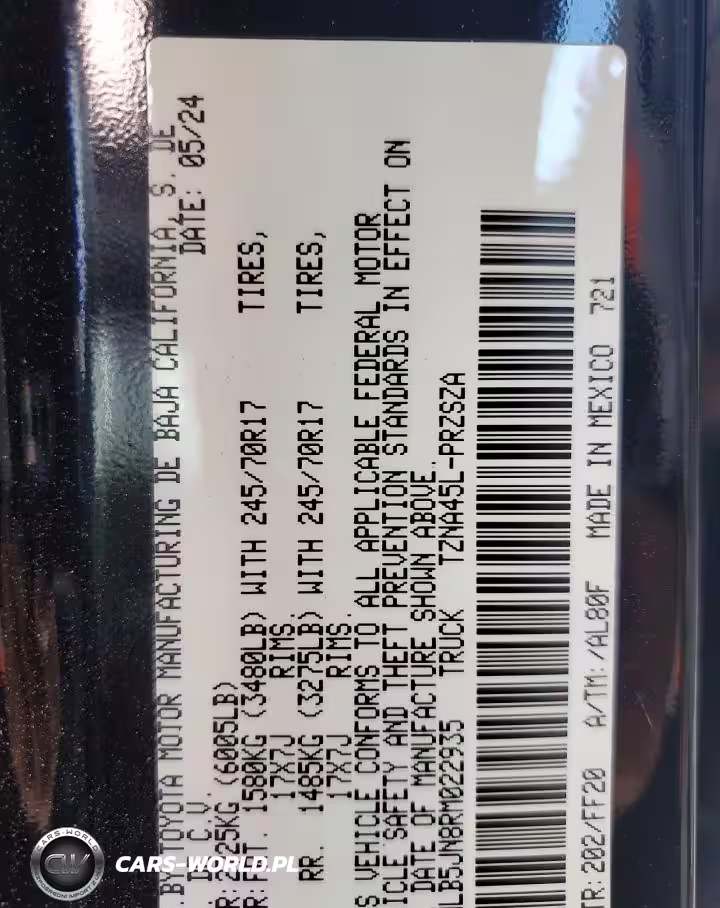 BY TOYOTA MOTOR MANUFACTURING DE BAJA CALIFORNIA, S. DE
DATE: 05/24
(6005LB)
1580KG (3480LB) WITH 245/70R17 TIRES,
17X7J RIMS.
RR. 1485KG (3275LB) WITH 245/70R17 TIRES,
17X7J RIMS.
VEHICLE CONFORMS TO ALL APPLICABLE FEDERAL MOTOR
SAFETY AND THEFT PREVENTION STANDARDS IN EFFECT ON
DATE OF MANUFACTURE SHOWN ABOVE.
LB5JN8RM022935 TRUCK TZNA45L-PRZSZA
TR:202/FF20 A/TM:/AL80F MADE IN MEXICO 721
CARS-WORLD
CW
CARS-WORLD.PL